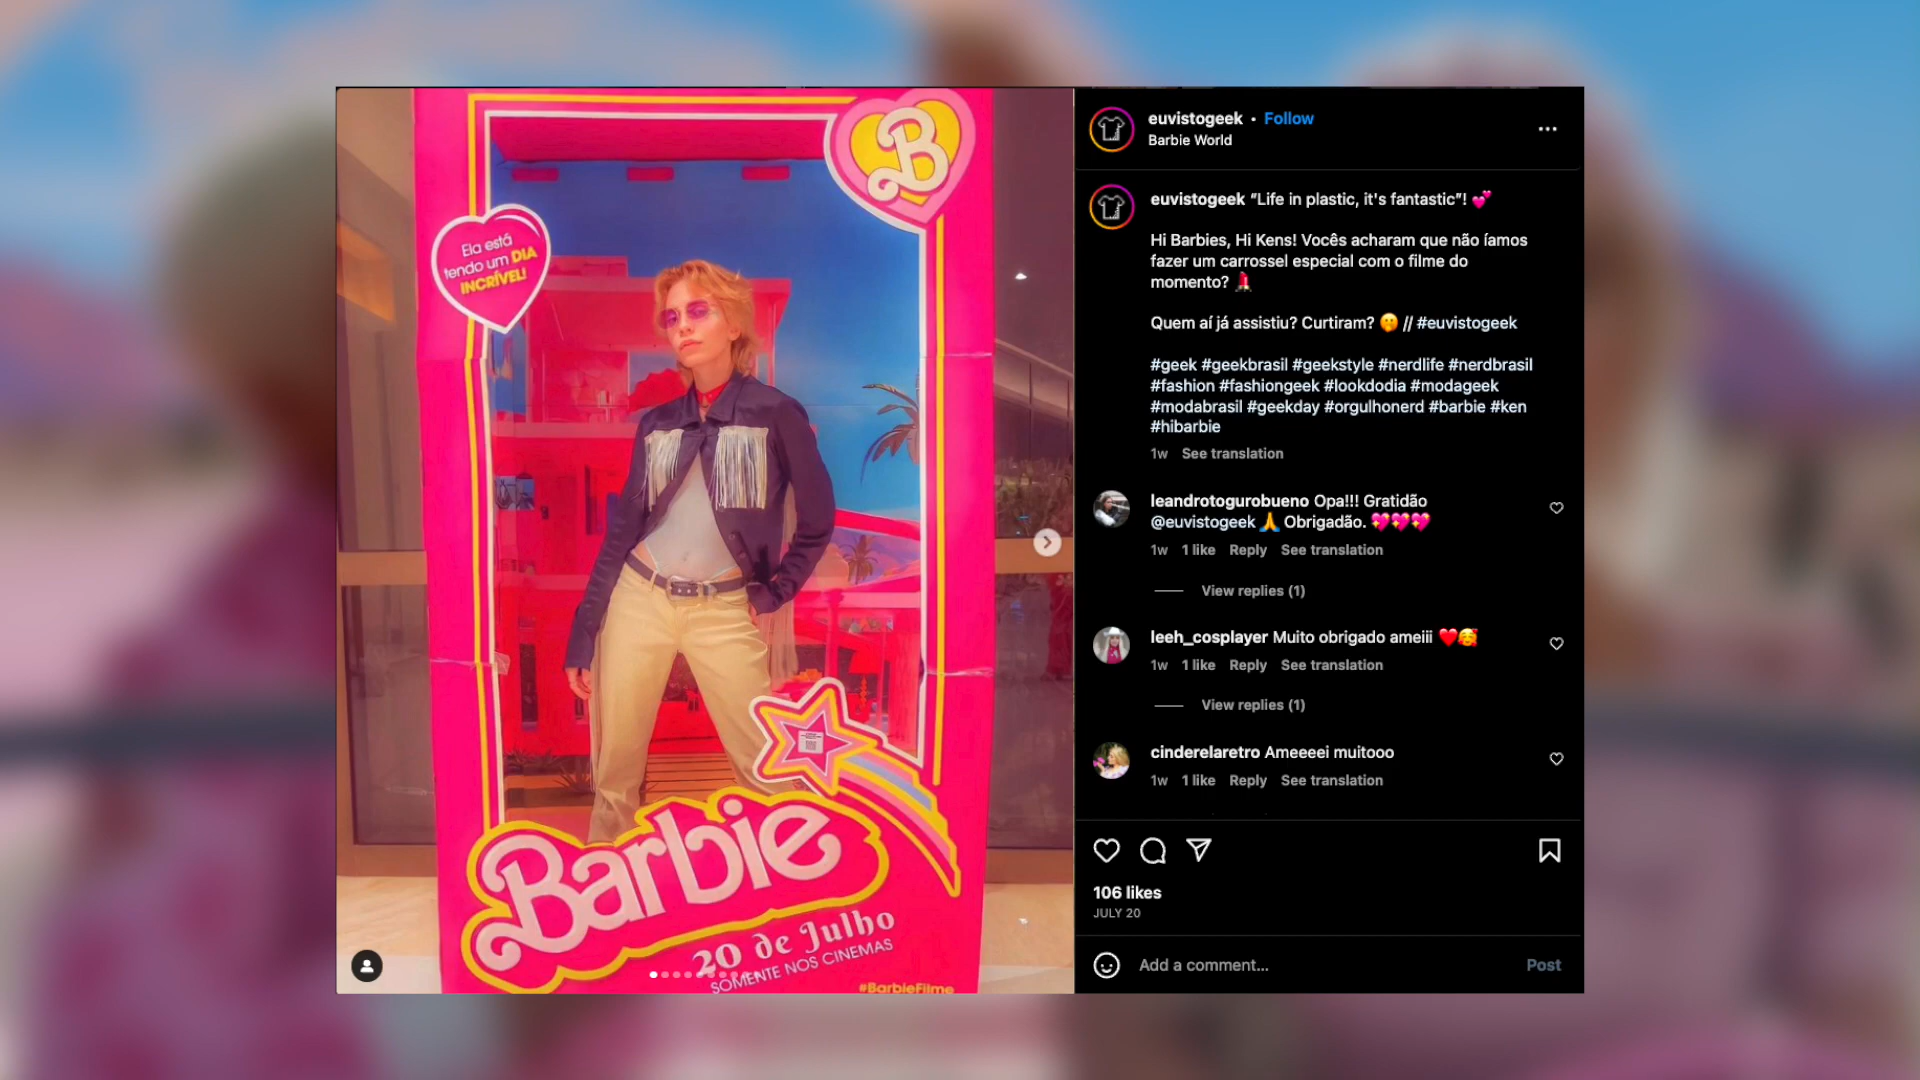 B
Ela está
tendo um DIA
INCRÍVEL!
Barbie
20 de Julho
SOMENTE NOS CINEMAS
#BarbieFilme
euvistogeek • Follow
Barbie World
euvistogeek “Life in plastic, it's fantastic”! 💕
Hi Barbies, Hi Kens! Vocês acharam que não íamos
fazer um carrossel especial com o filme do
momento? 💄
Quem aí já assistiu? Curtiram? 🤭 // #euvistogeek
#geek #geekbrasil #geekstyle #nerdlife #nerdbrasil
#fashion #fashiongeek #lookdodia #modageek
#modabrasil #geekday #orgulhonerd #barbie #ken
#hibarbie
1w See translation
leandrotogurobueno Opa!!! Gratidão
@euvistogeek 🙏 Obrigadão. 💖💖💖
1w 1 like Reply See translation
View replies (1)
leeh_cosplayer Muito obrigado ameiii ❤️🥰
1w 1 like Reply See translation
View replies (1)
cinderelaretro Ameeeei muitooo
1w 1 like Reply See translation
106 likes
JULY 20
Add a comment... Post